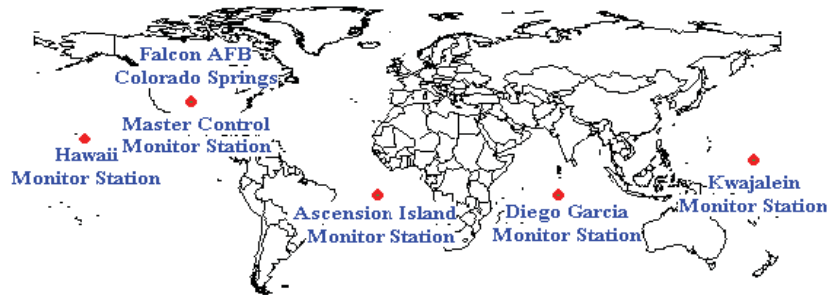 Falcon AFB
Colorado Springs
Master Control
Monitor Station
Hawaii
Monitor Station
Ascension Island
Monitor Station
Diego Garcia
Monitor Station
Kwajalein
Monitor Station